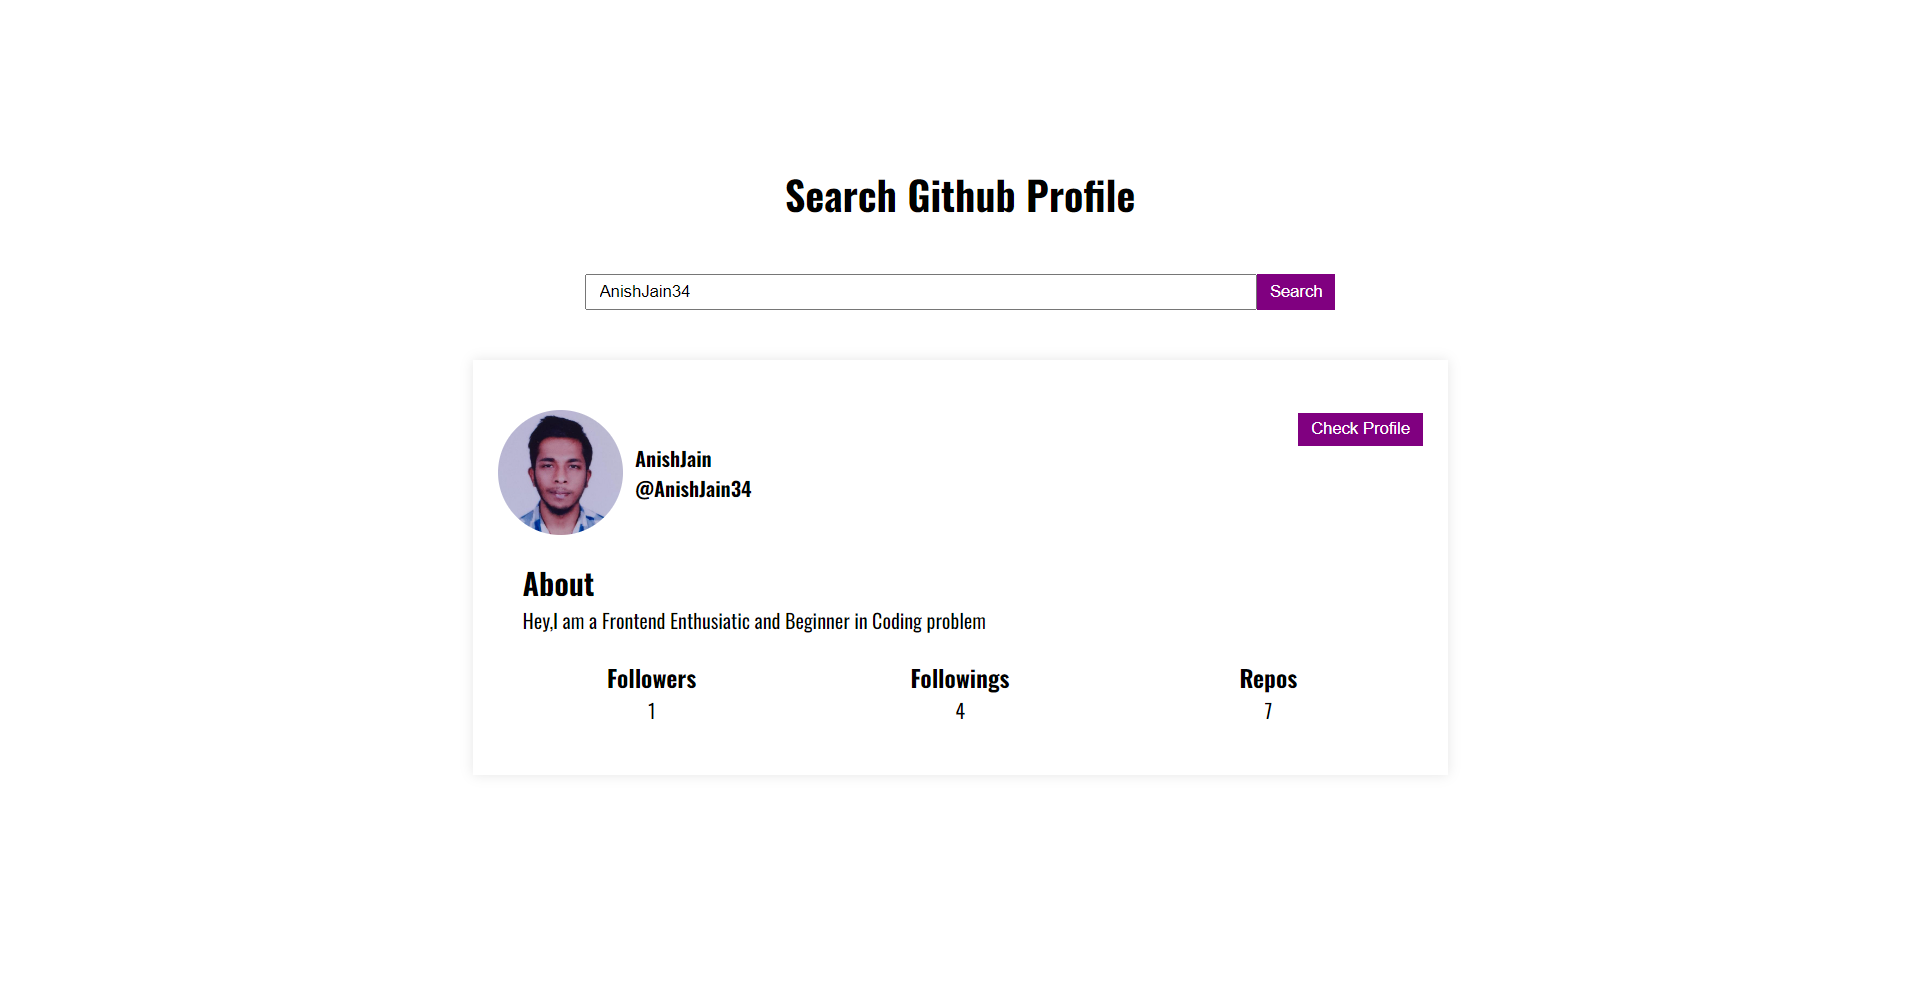 Search Github Profile
AnishJain34
Search
Check Profile
AnishJain
@AnishJain34
About
Hey,I am a Frontend Enthusiatic and Beginner in Coding problem
Followers
Followings
Repos
1
4
7